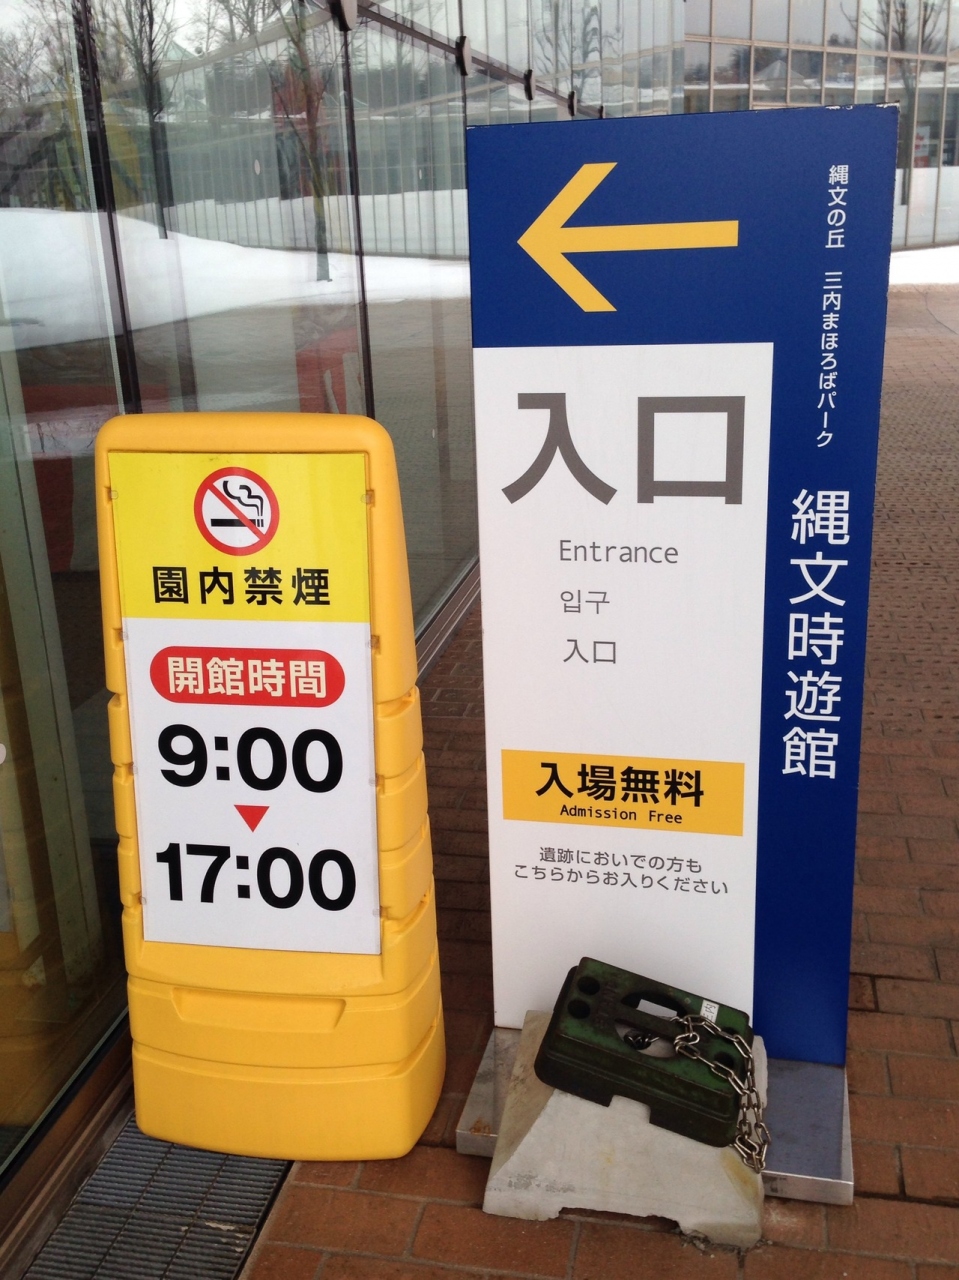 園内禁煙
開館時間
9:00
17:00
入口
Entrance
입구
入口
入場無料
Admission Free
遺跡においでの方も
こちらからお入りください
縄文の丘 三内まほろばパーク
縄文時遊館